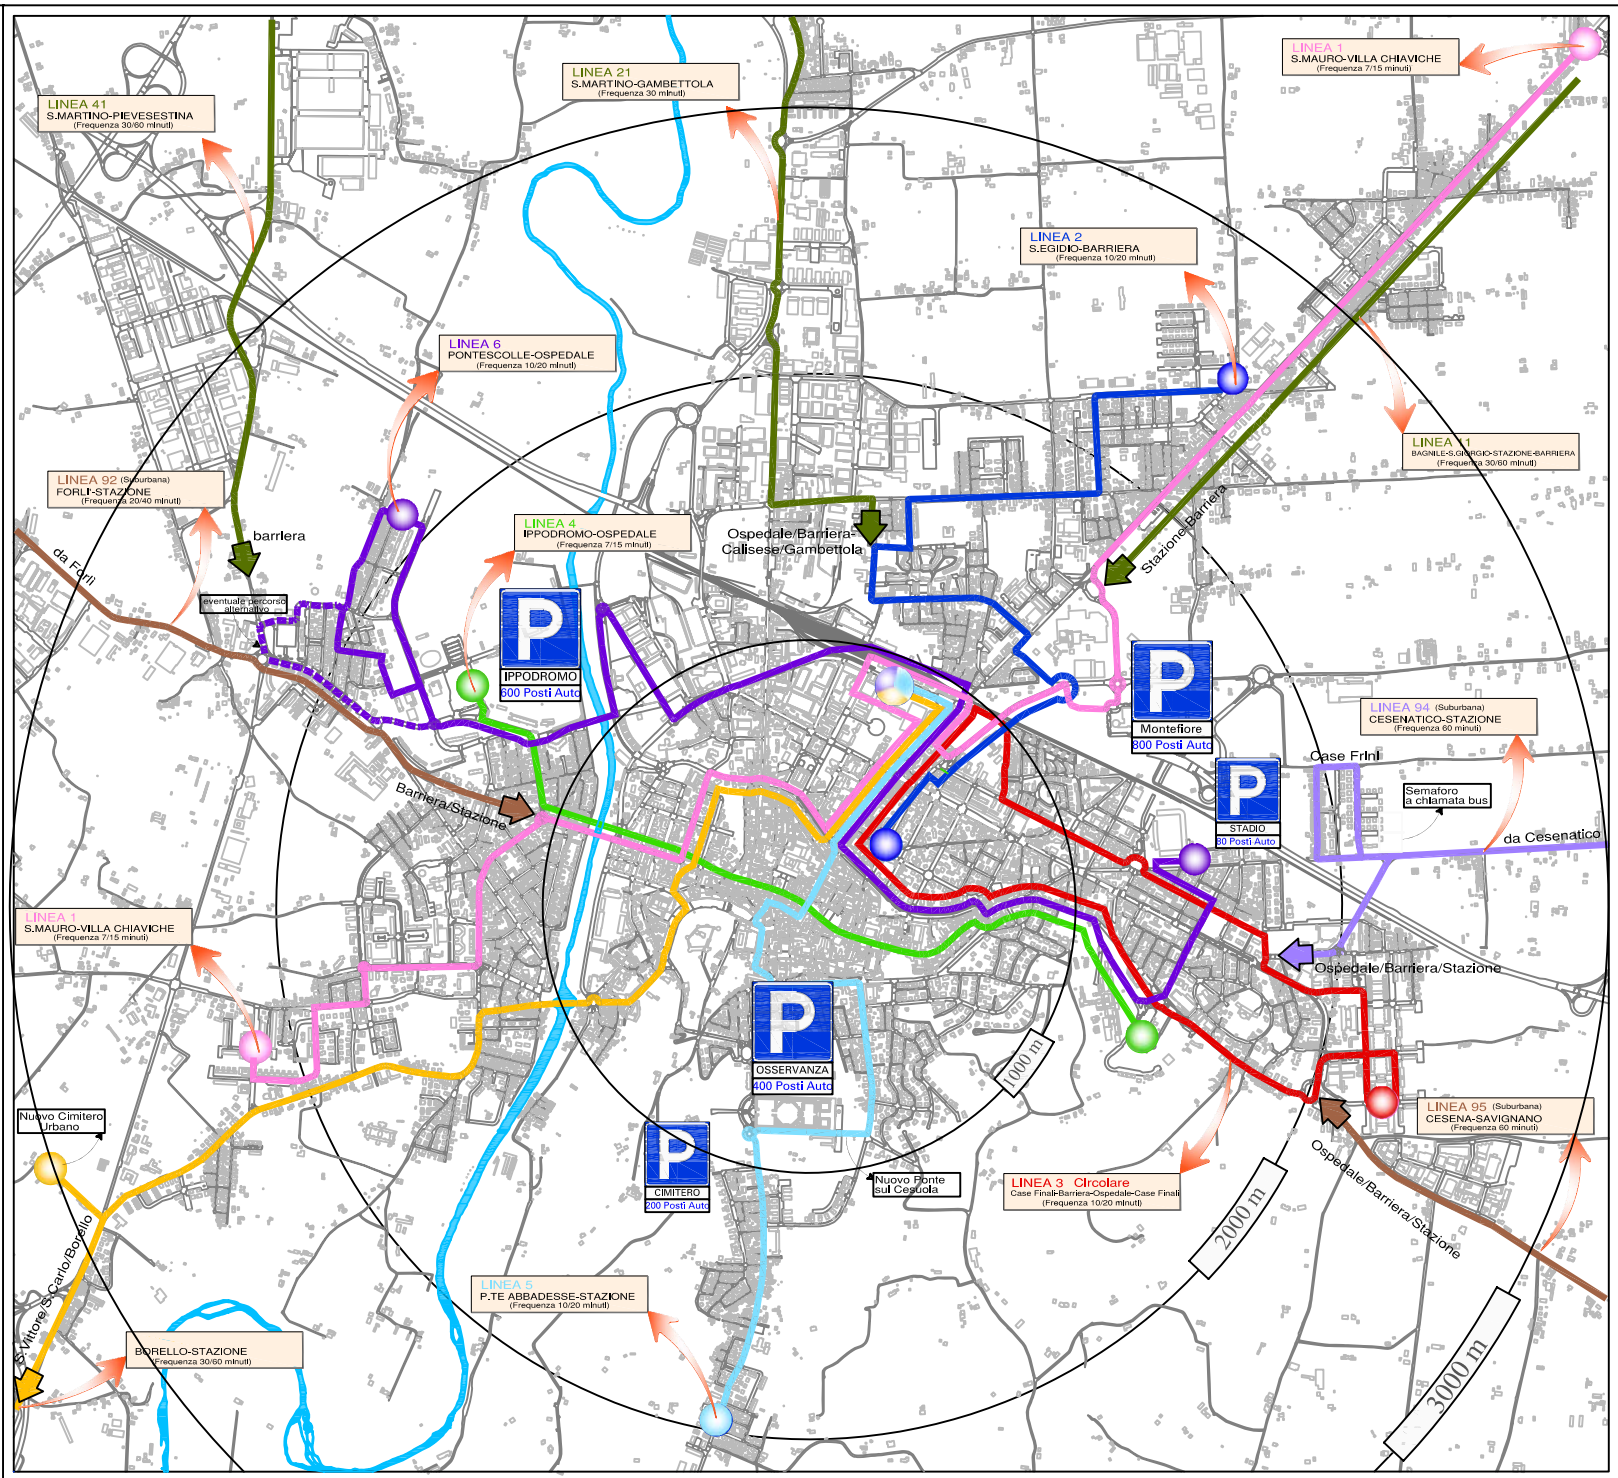 LINEA 1
S.MAURO-VILLA CHIAVICHE
(Frequenza 7/15 minuti)
LINEA 21
S.MARTINO-GAMBETTOLA
(Frequenza 30 minuti)
LINEA 41
S.MARTINO-PIEVESESTINA
(Frequenza 30/60 minuti)
LINEA 2
S.EGIDIO-BARRIERA
(Frequenza 10/20 minuti)
LINEA 6
PONTESCOLLE-OSPEDALE
(Frequenza 10/20 minuti)
LINEA 11
BAGNILE-S.GIORGIO-STAZIONE-BARRIERA
(Frequenza 30/60 minuti)
LINEA 92 (Suburbana)
FORLI'-STAZIONE
(Frequenza 20/40 minuti)
LINEA 4
IPPODROMO-OSPEDALE
(Frequenza 7/15 minuti)
barriera
Ospedale/Barriera-
Calisese/Gambettola
Stazione-Barriera
da Forlì
eventuale percorso
alternativo
P
IPPODROMO
600 Posti Auto
P
Montefiore
800 Posti Auto
LINEA 94 (Suburbana)
CESENATICO-STAZIONE
(Frequenza 60 minuti)
Case Frini
P
STADIO
80 Posti Auto
Semaforo
a chiamata bus
da Cesenatico
Barriera/Stazione
LINEA 1
S.MAURO-VILLA CHIAVICHE
(Frequenza 7/15 minuti)
Ospedale/Barriera/Stazione
P
OSSERVANZA
400 Posti Auto
1000 m
Nuovo Cimitero
Urbano
LINEA 95 (Suburbana)
CESENA-SAVIGNANO
(Frequenza 60 minuti)
P
CIMITERO
200 Posti Auto
Nuovo Ponte
sul Cesuola
LINEA 3 Circolare
Case Finali-Barriera-Ospedale-Case Finali
(Frequenza 10/20 minuti)
Ospedale/Barriera/Stazione
2000 m
S.Vittore/S.Carlo/Borello
LINEA 5
P.TE ABBADESSE-STAZIONE
(Frequenza 10/20 minuti)
BORELLO-STAZIONE
(Frequenza 30/60 minuti)
3000 m